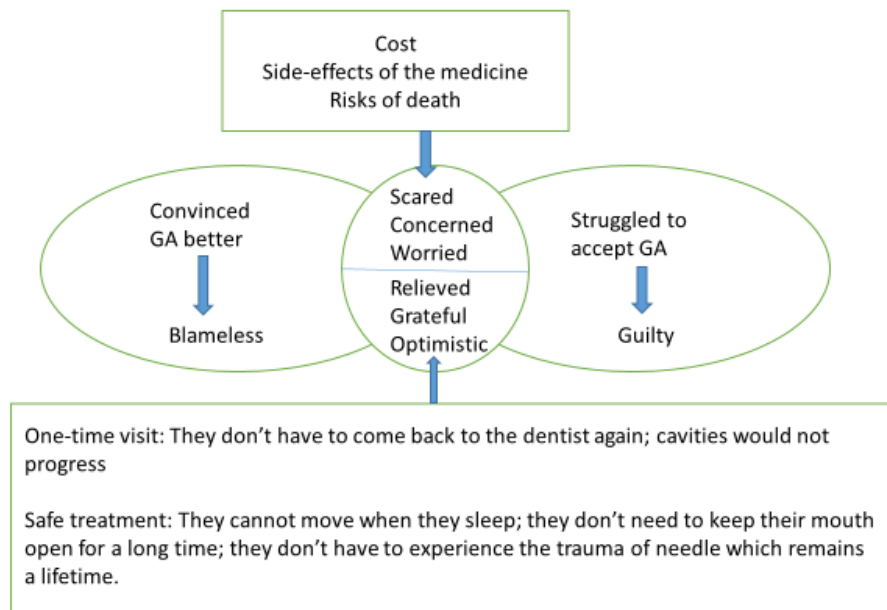 Cost
Side-effects of the medicine
Risks of death
Convinced
GA better
Blameless
Scared
Concerned
Worried
Relieved
Grateful
Optimistic
Struggled to
accept GA
Guilty
One-time visit: They don’t have to come back to the dentist again; cavities would not
progress
Safe treatment: They cannot move when they sleep; they don’t need to keep their mouth
open for a long time; they don’t have to experience the trauma of needle which remains
a lifetime.